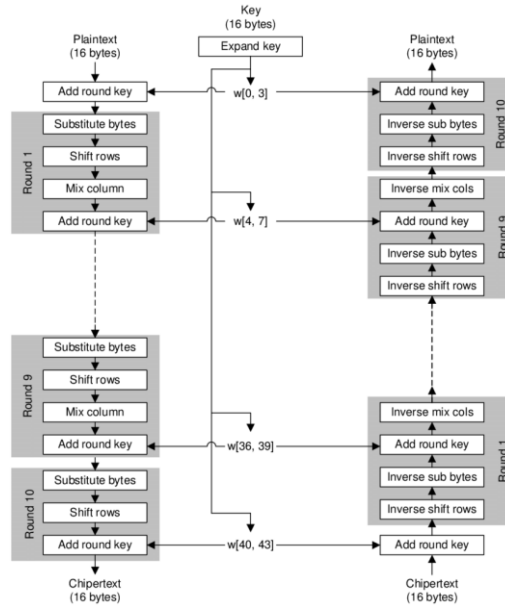 Key
(16 bytes)
Plaintext
(16 bytes)
Expand key
Plaintext
(16 bytes)
Add round key
w[0, 3]
Add round key
Round 1
Substitute bytes
Shift rows
Mix column
Add round key
w[4, 7]
Round 10
Inverse sub bytes
Inverse shift rows
Inverse mix cols
Add round key
Inverse sub bytes
Inverse shift rows
Round 9
Round 9
Substitute bytes
Shift rows
Mix column
Add round key
w[36, 39]
Inverse mix cols
Add round key
Inverse sub bytes
Inverse shift rows
Round 1
Round 10
Substitute bytes
Shift rows
Add round key
w[40, 43]
Add round key
Chipertext
(16 bytes)
Chipertext
(16 bytes)